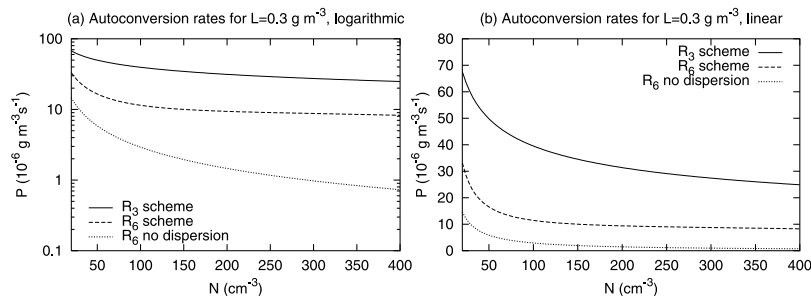 (a) Autoconversion rates for L=0.3 g m⁻³, logarithmic
100
10
1
0.1
P (10⁻⁶ g m⁻³s⁻¹)
R₃ scheme
R₆ scheme
R₆ no dispersion
50 100 150 200 250 300 350 400
N (cm⁻³)
(b) Autoconversion rates for L=0.3 g m⁻³, linear
80
70
60
50
40
30
20
10
0
P (10⁻⁶ g m⁻³s⁻¹)
R₃ scheme
R₆ scheme
R₆ no dispersion
50 100 150 200 250 300 350 400
N (cm⁻³)